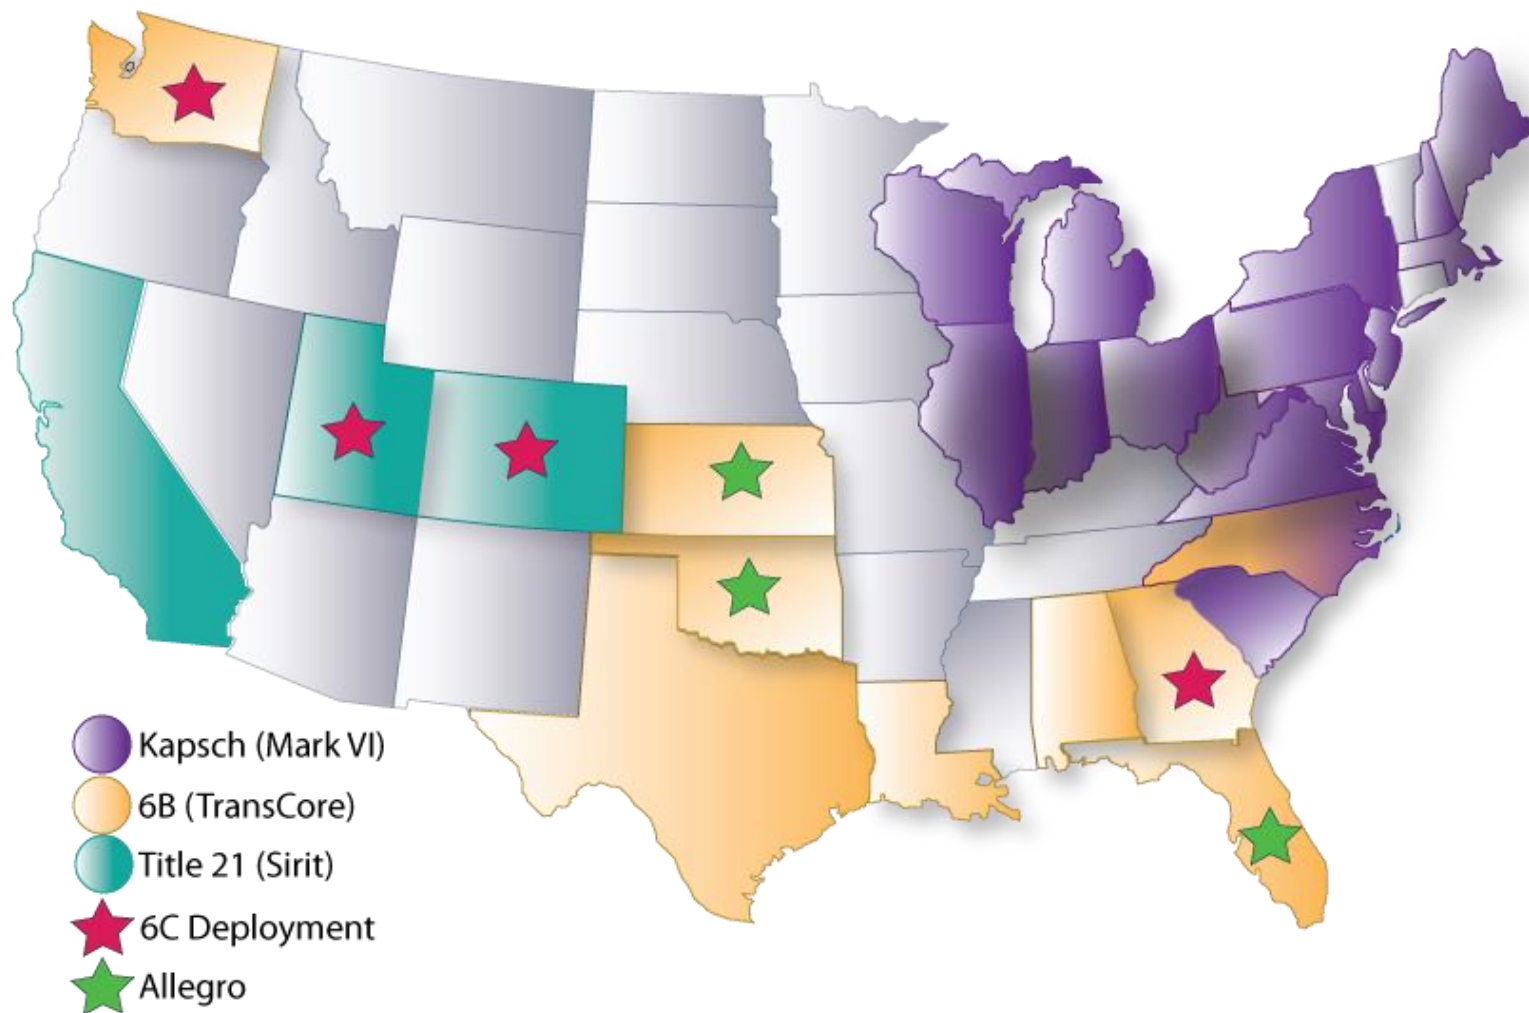 Kapsch (Mark VI)
6B (TransCore)
Title 21 (Sirit)
6C Deployment
Allegro